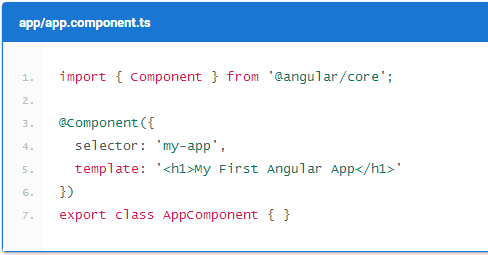 app/app.component.ts
1. import { Component } from '@angular/core';
2.
3. @Component({
4.   selector: 'my-app',
5.   template: '<h1>My First Angular App</h1>'
6. })
7. export class AppComponent { }